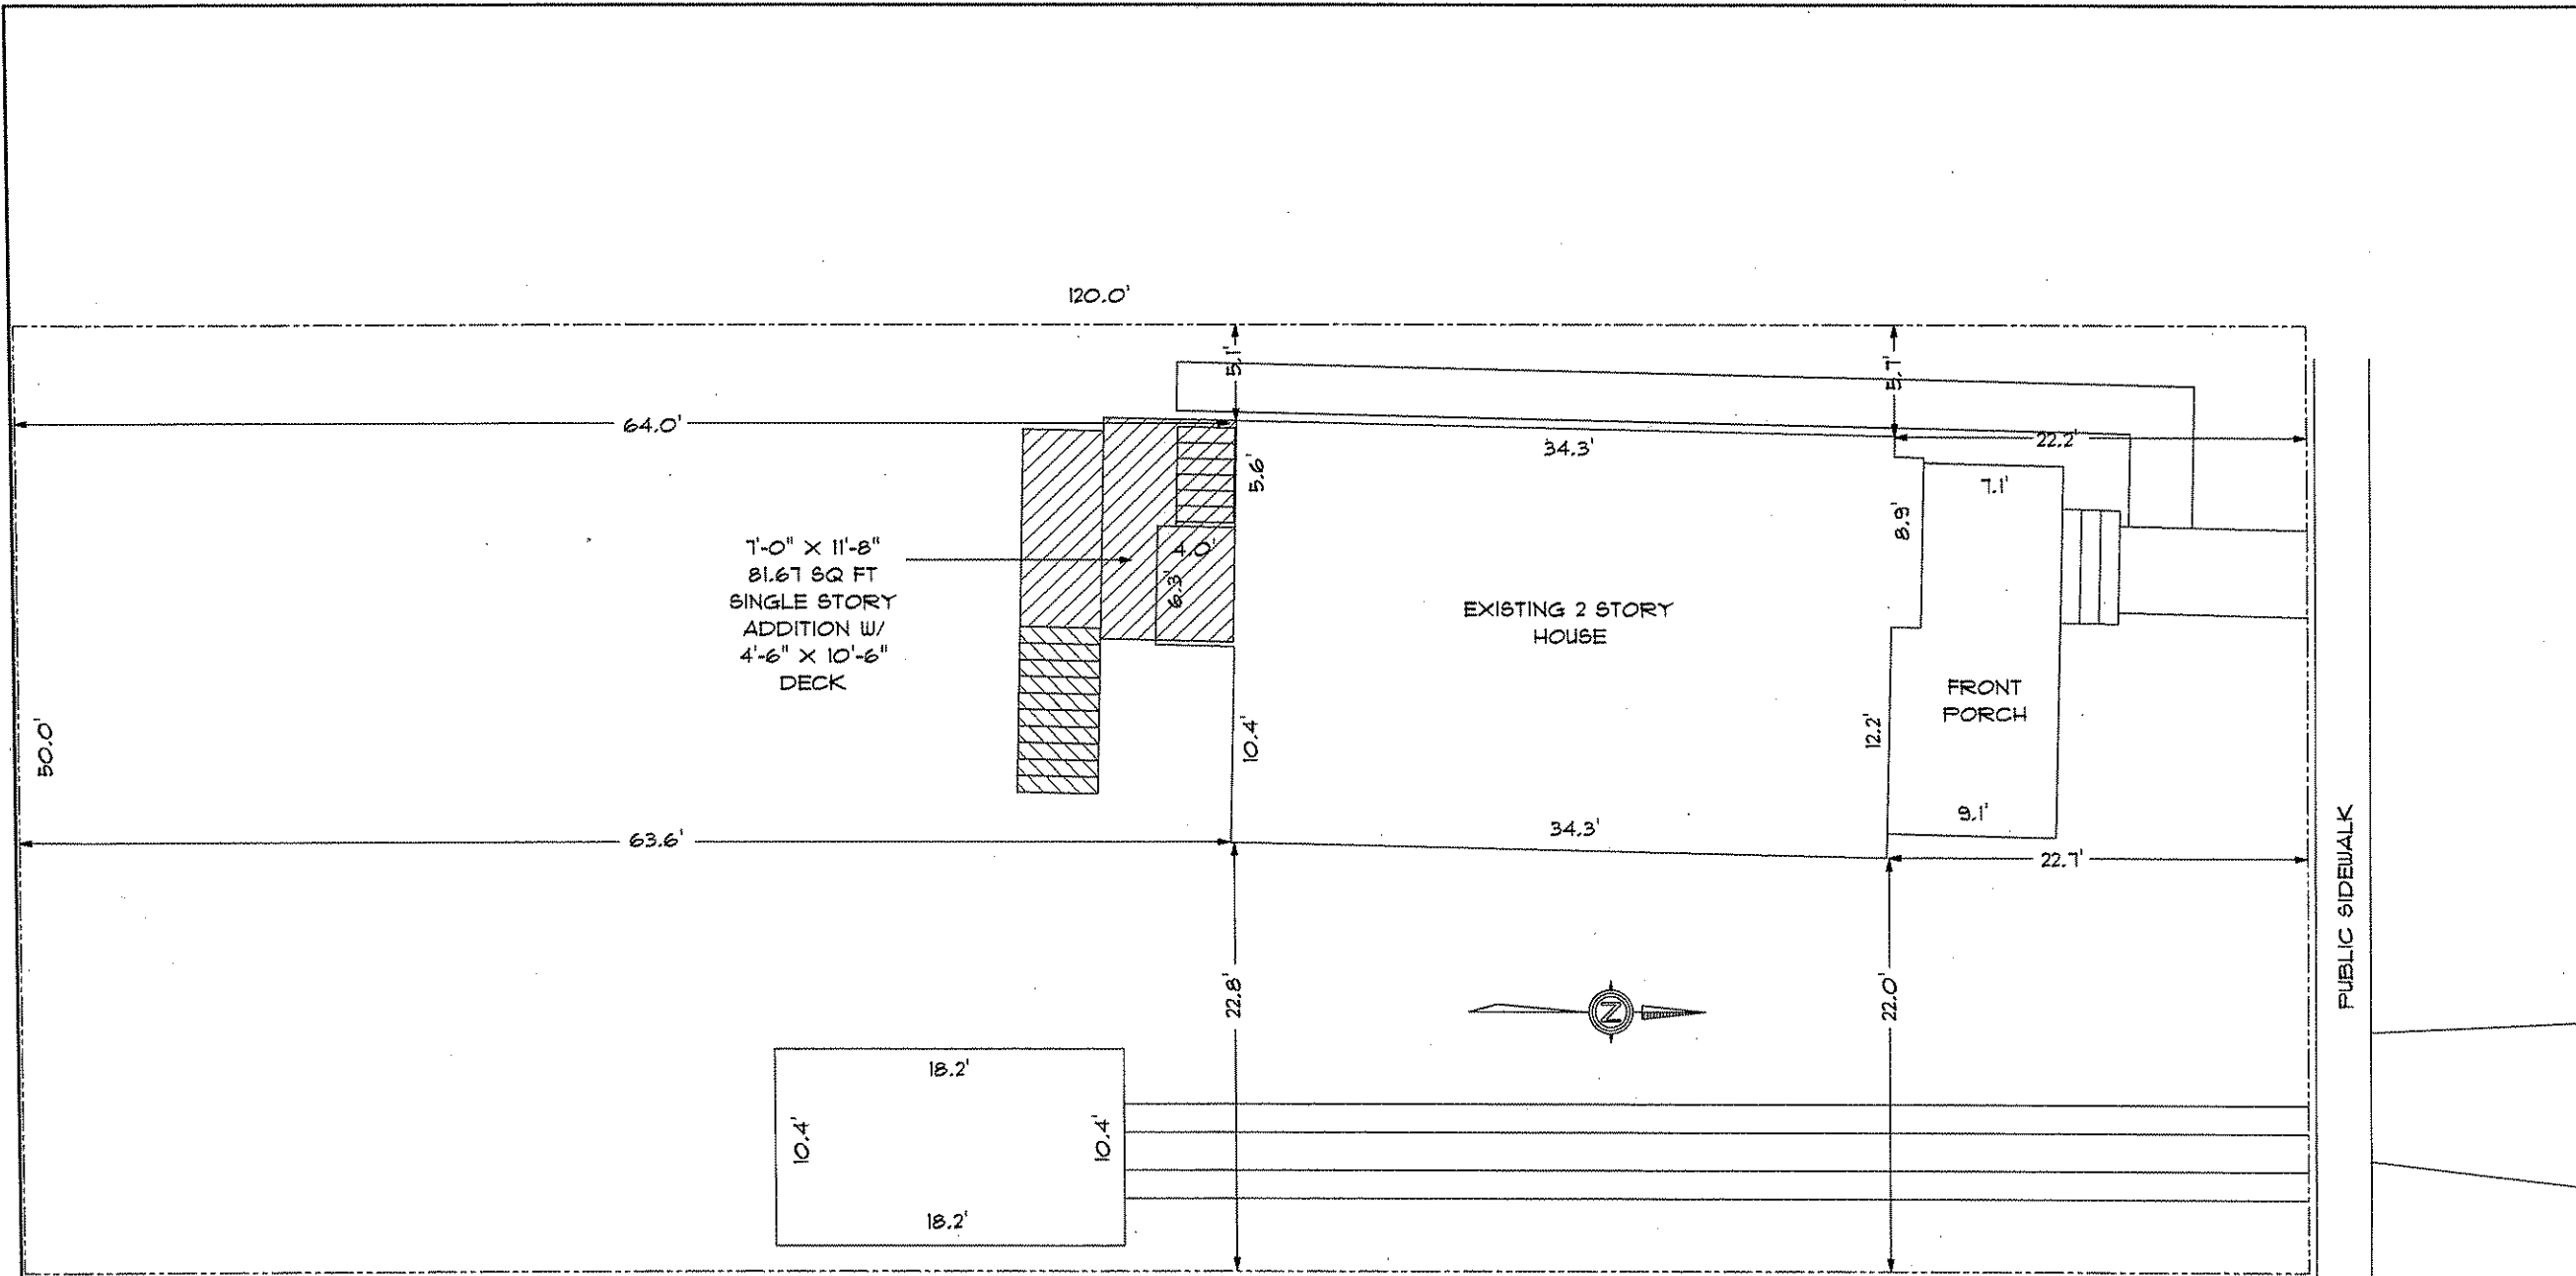 120.0'
5.1'
5.7'
64.0'
34.3'
22.2'
5.6'
7.1'
8.9'
4.0'
6.3'
7'-0" X 11'-8"
81.67 SQ FT
SINGLE STORY
ADDITION W/
4'-6" X 10'-6"
DECK
EXISTING 2 STORY
HOUSE
FRONT
PORCH
50.0'
10.4'
12.2'
9.1'
63.6'
34.3'
22.7'
PUBLIC SIDEWALK
22.8'
22.0'
N
18.2'
10.4'
10.4'
18.2'